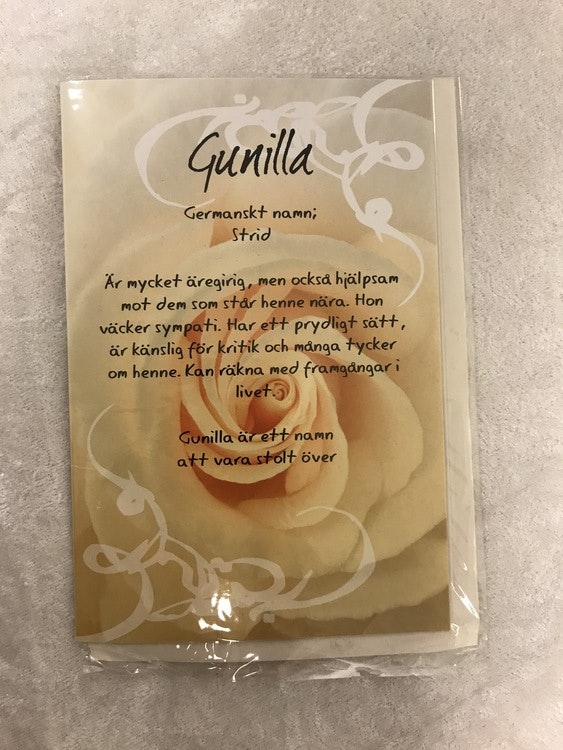 Gunilla
Germanskt namn;
Strid
Är mycket äregirig, men också hjälpsam
mot dem som står henne nära. Hon
väcker sympati. Har ett prydligt sätt,
är känslig för kritik och många tycker
om henne. Kan räkna med framgångar i
livet.
Gunilla är ett namn
att vara stolt över